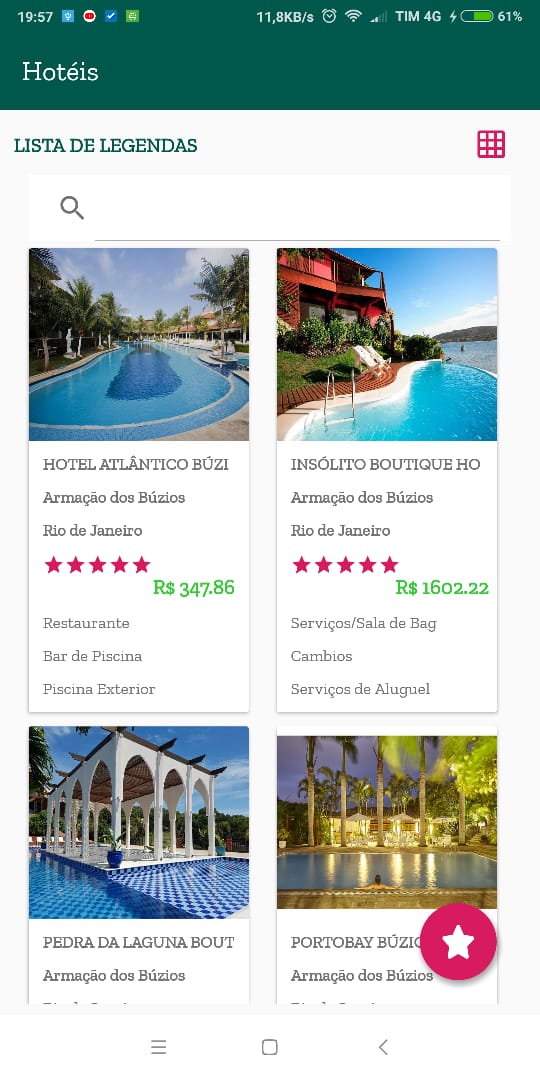 19:57 11,8KB/s TIM 4G 61%
Hotéis
LISTA DE LEGENDAS
HOTEL ATLÂNTICO BÚZI
Armação dos Búzios
Rio de Janeiro
R$ 347.86
Restaurante
Bar de Piscina
Piscina Exterior
INSÓLITO BOUTIQUE HO
Armação dos Búzios
Rio de Janeiro
R$ 1602.22
Serviços/Sala de Bag
Cambios
Serviços de Aluguel
PEDRA DA LAGUNA BOUT
Armação dos Búzios
PORTOBAY BÚZIO
Armação dos Búzios